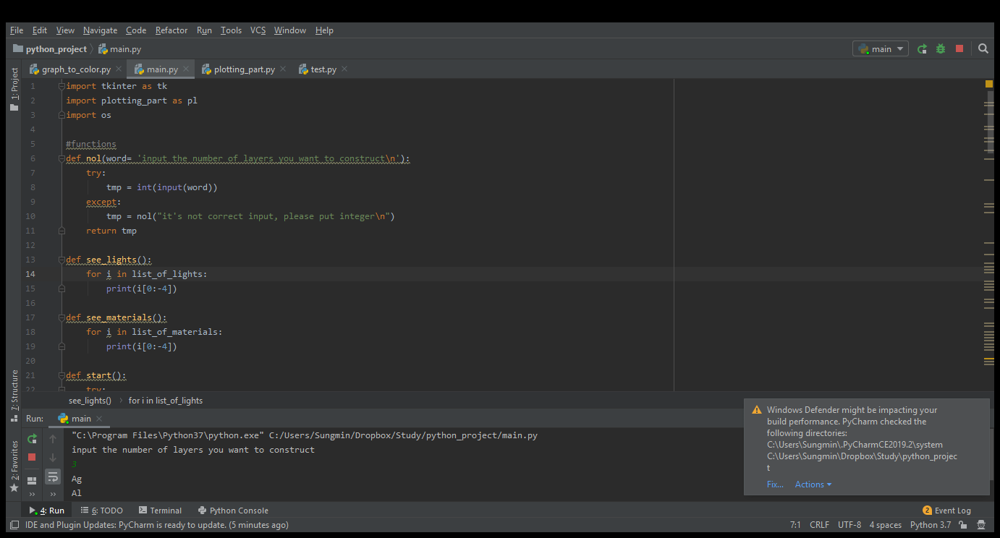 File Edit View Navigate Code Refactor Run Tools VCS Window Help
python_project main.py main
graph_to_color.py main.py plotting_part.py test.py
1: Project
1 import tkinter as tk
2 import plotting_part as pl
3 import os
4
5 #functions
6 def nol(word= 'input the number of layers you want to construct\n'):
7 try:
8 tmp = int(input(word))
9 except:
10 tmp = nol("it's not correct input, please put integer\n")
11 return tmp
12
13 def see_lights():
14 for i in list_of_lights:
15 print(i[0:-4])
16
17 def see_materials():
18 for i in list_of_materials:
19 print(i[0:-4])
20
21 def start():
22 try:
see_lights() for i in list_of_lights
7: Structure
2: Favorites
Run: main
"C:\Program Files\Python37\python.exe" C:/Users/Sungmin/Dropbox/Study/python_project/main.py
input the number of layers you want to construct
3
Ag
Al
Windows Defender might be impacting your
build performance. PyCharm checked the
following directories:
C:\Users\Sungmin\.PyCharmCE2019.2\system
C:\Users\Sungmin\Dropbox\Study\python_projec
t
Fix... Actions
4: Run 6: TODO Terminal Python Console 2 Event Log
IDE and Plugin Updates: PyCharm is ready to update. (5 minutes ago) 7:1 CRLF UTF-8 4 spaces Python 3.7